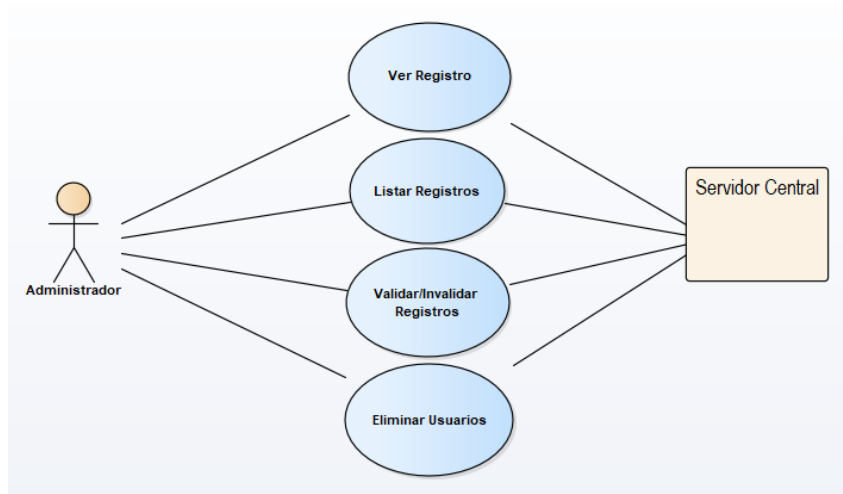 Ver Registro
Listar Registros
Servidor Central
Administrador
Validar/Invalidar
Registros
Eliminar Usuarios